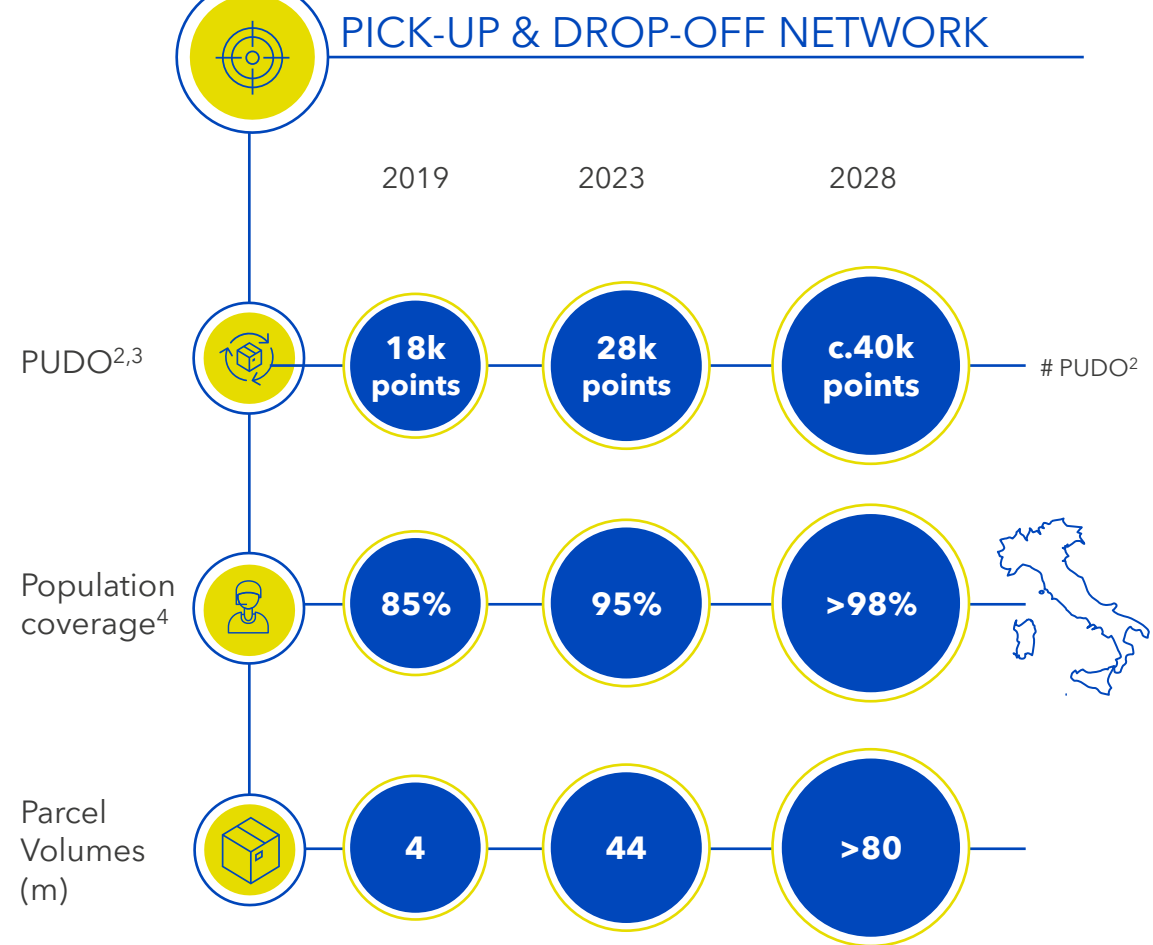 PICK-UP & DROP-OFF NETWORK
2019 2023 2028
PUDO2,3
18k
points
28k
points
c.40k
points
# PUDO2
Population
coverage4
85%
95%
>98%
Parcel
Volumes
(m)
4
44
>80